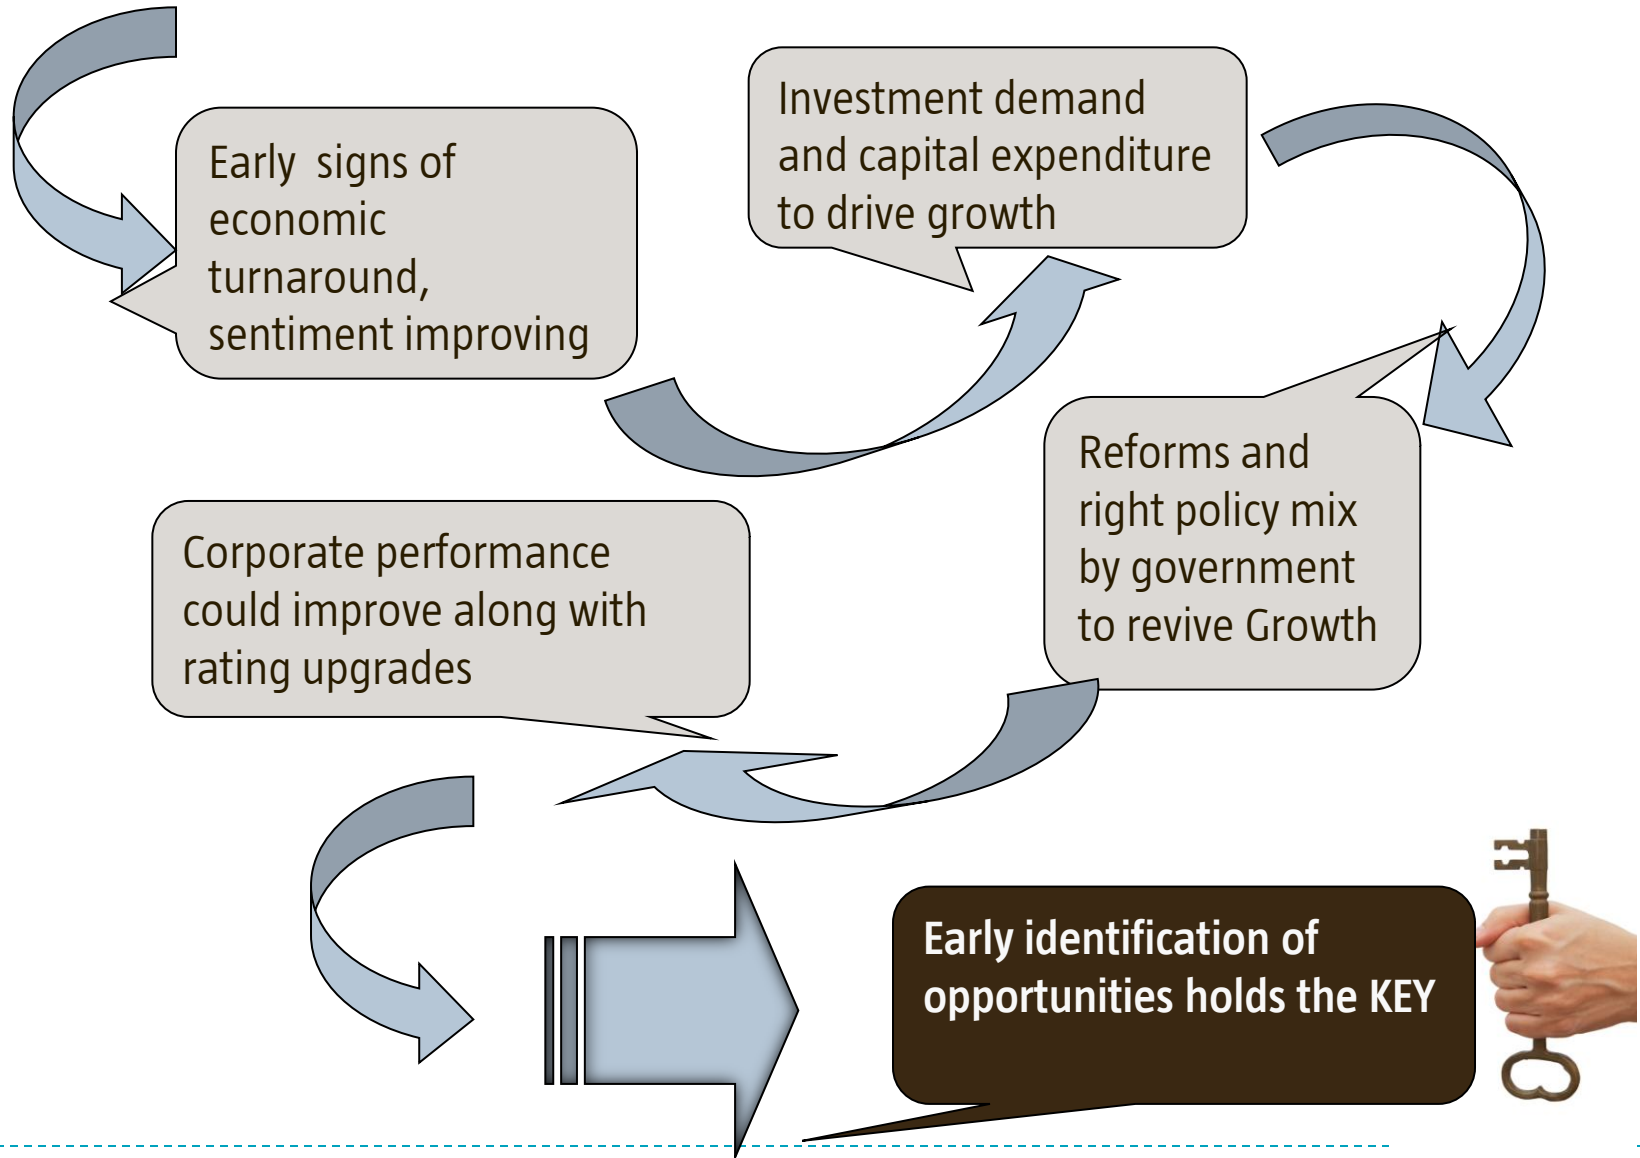 Early signs of
economic
turnaround,
sentiment improving
Investment demand
and capital expenditure
to drive growth
Reforms and
right policy mix
by government
to revive Growth
Corporate performance
could improve along with
rating upgrades
Early identification of
opportunities holds the KEY